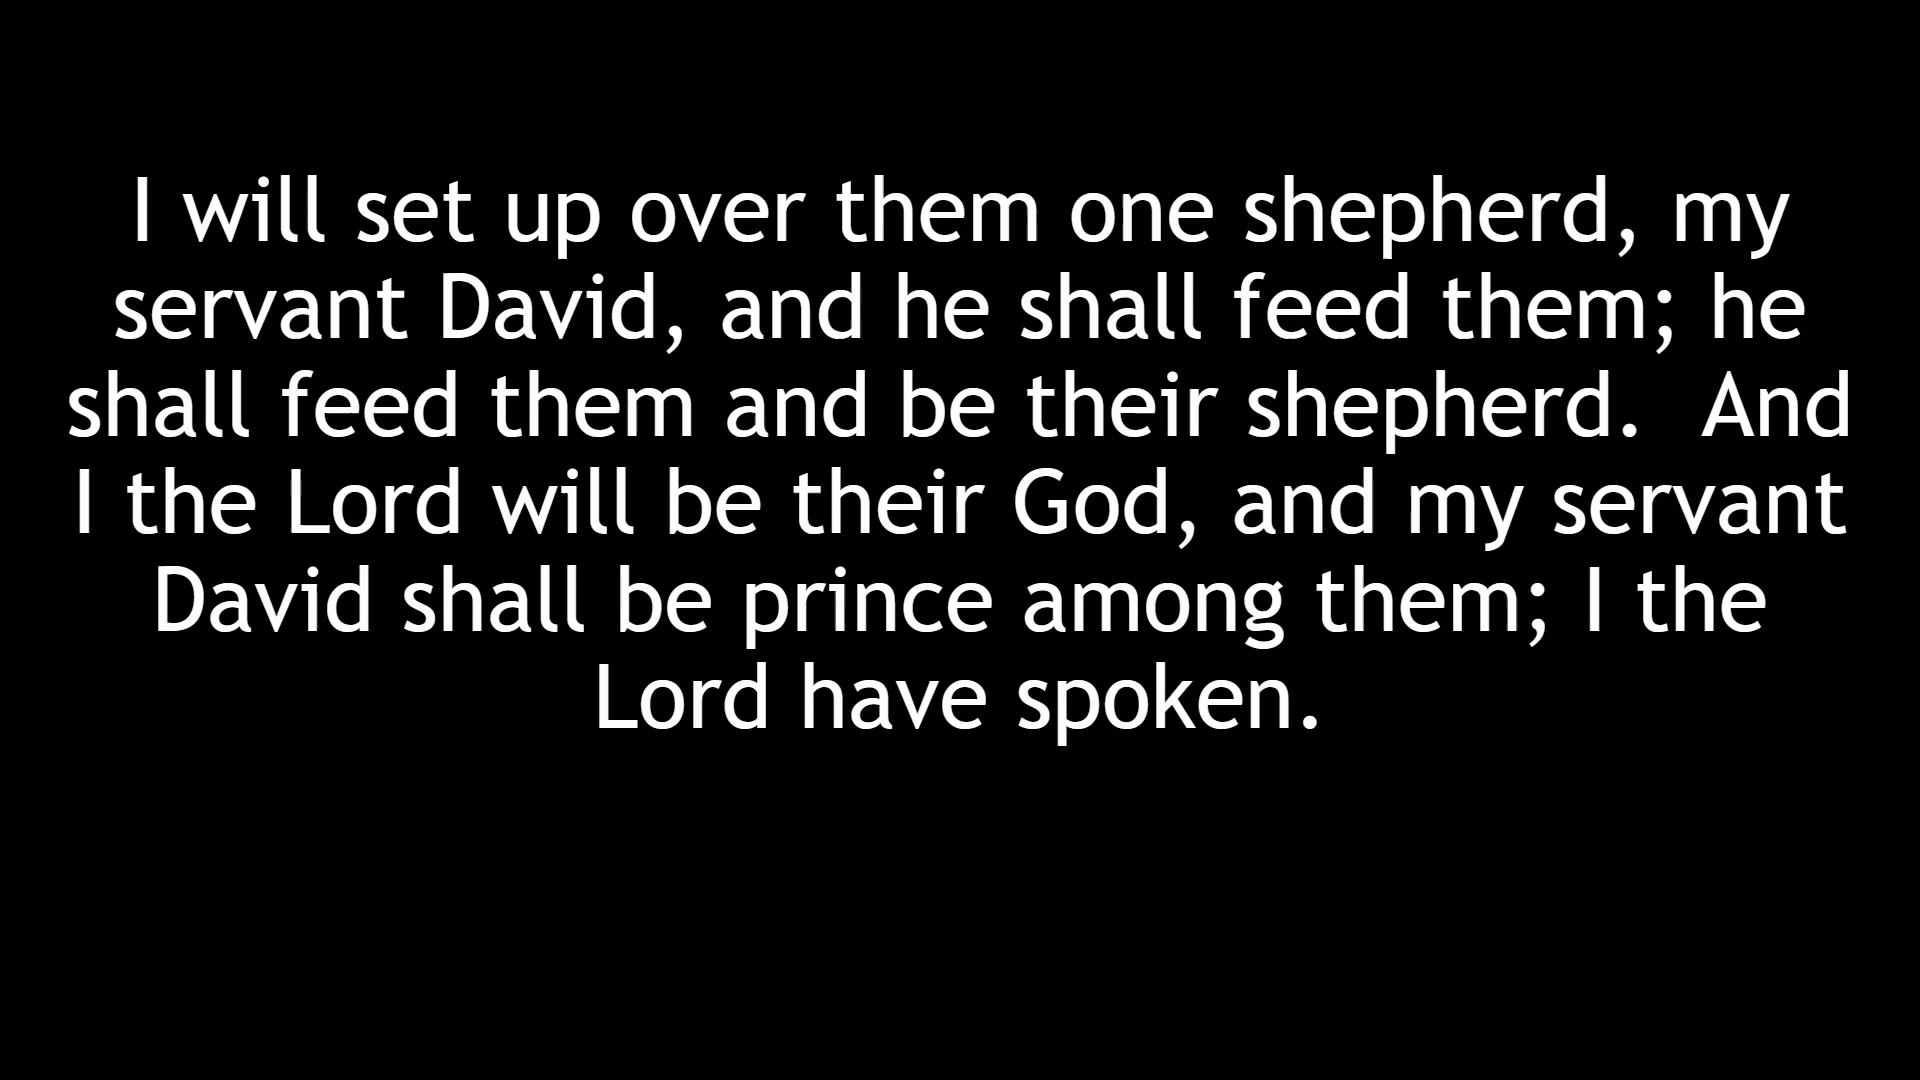 I will set up over them one shepherd, my
servant David, and he shall feed them; he
shall feed them and be their shepherd.  And
I the Lord will be their God, and my servant
David shall be prince among them; I the
Lord have spoken.